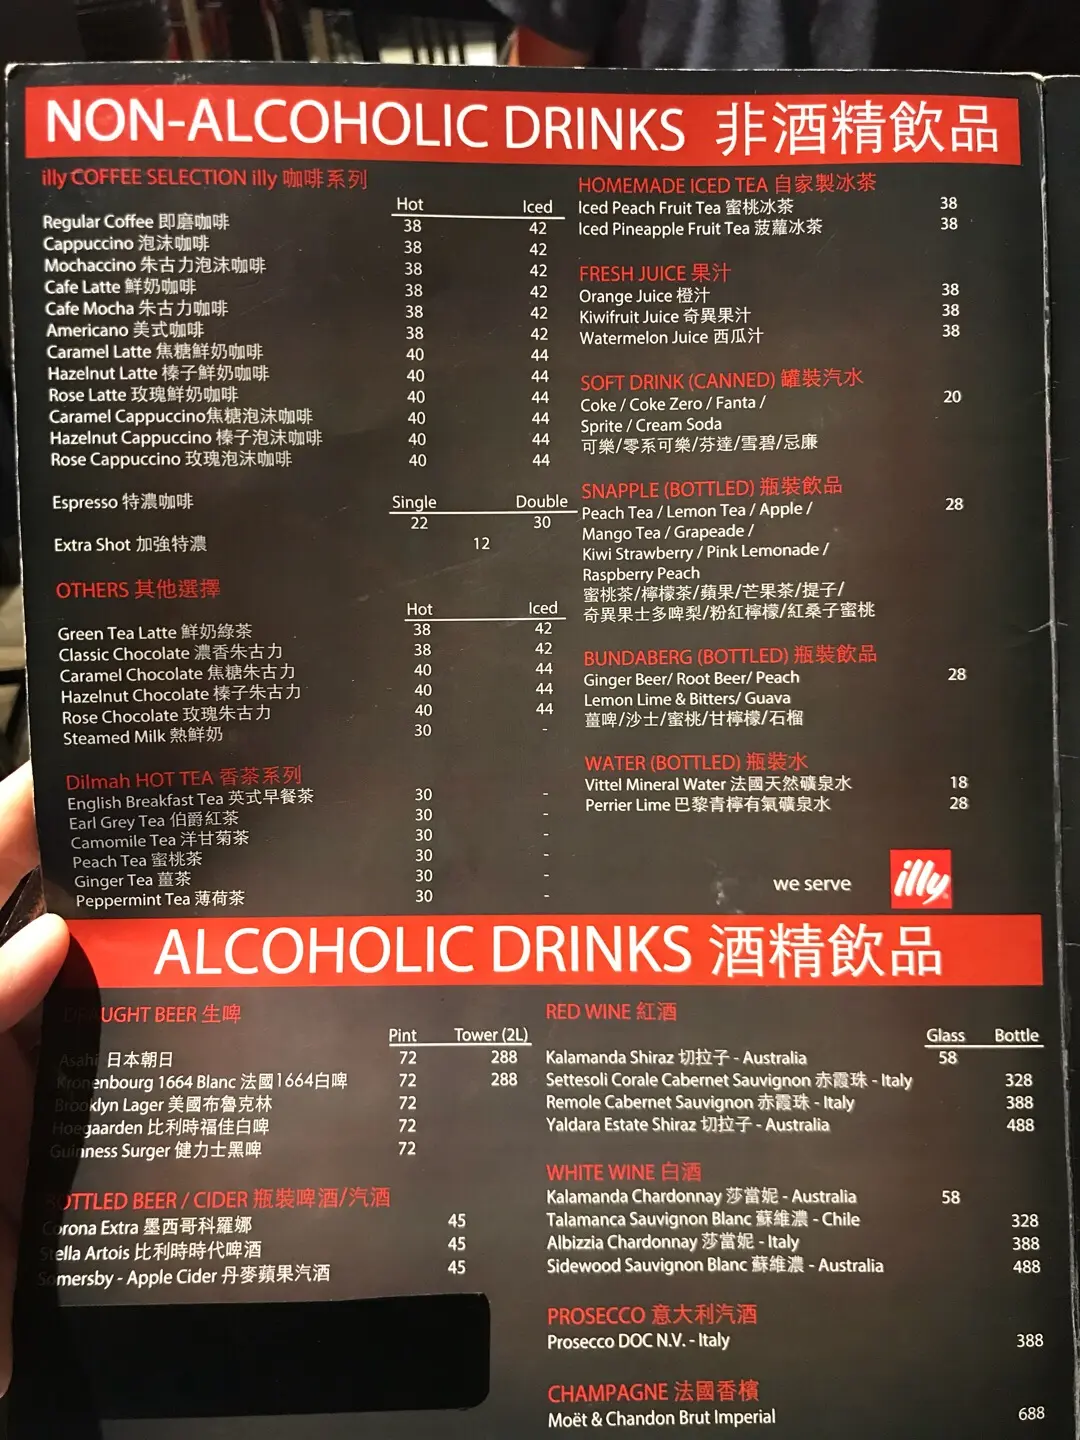 NON-ALCOHOLIC DRINKS 非酒精飲品
illy COFFEE SELECTION illy 咖啡系列
Hot Iced
Regular Coffee 即磨咖啡 38 42
Cappuccino 泡沫咖啡 38 42
Mochaccino 朱古力泡沫咖啡 38 42
Cafe Latte 鮮奶咖啡 38 42
Cafe Mocha 朱古力咖啡 38 42
Americano 美式咖啡 38 42
Caramel Latte 焦糖鮮奶咖啡 40 44
Hazelnut Latte 榛子鮮奶咖啡 40 44
Rose Latte 玫瑰鮮奶咖啡 40 44
Caramel Cappuccino焦糖泡沫咖啡 40 44
Hazelnut Cappuccino 榛子泡沫咖啡 40 44
Rose Cappuccino 玫瑰泡沫咖啡 40 44
Single Double
Espresso 特濃咖啡 22 30
Extra Shot 加強特濃 12
OTHERS 其他選擇
Hot Iced
Green Tea Latte 鮮奶綠茶 38 42
Classic Chocolate 濃香朱古力 38 42
Caramel Chocolate 焦糖朱古力 40 44
Hazelnut Chocolate 榛子朱古力 40 44
Rose Chocolate 玫瑰朱古力 40 44
Steamed Milk 熱鮮奶 30 -
Dilmah HOT TEA 香茶系列
English Breakfast Tea 英式早餐茶 30 -
Earl Grey Tea 伯爵紅茶 30 -
Camomile Tea 洋甘菊茶 30 -
Peach Tea 蜜桃茶 30 -
Ginger Tea 薑茶 30 -
Peppermint Tea 薄荷茶 30 -
HOMEMADE ICED TEA 自家製冰茶
Iced Peach Fruit Tea 蜜桃冰茶 38
Iced Pineapple Fruit Tea 菠蘿冰茶 38
FRESH JUICE 果汁
Orange Juice 橙汁 38
Kiwifruit Juice 奇異果汁 38
Watermelon Juice 西瓜汁 38
SOFT DRINK (CANNED) 罐裝汽水
Coke / Coke Zero / Fanta / 20
Sprite / Cream Soda
可樂/零系可樂/芬達/雪碧/忌廉
SNAPPLE (BOTTLED) 瓶裝飲品
Peach Tea / Lemon Tea / Apple / 28
Mango Tea / Grapeade /
Kiwi Strawberry / Pink Lemonade /
Raspberry Peach
蜜桃茶/檸檬茶/蘋果/芒果茶/提子/
奇異果士多啤梨/粉紅檸檬/紅桑子蜜桃
BUNDABERG (BOTTLED) 瓶裝飲品
Ginger Beer/ Root Beer/ Peach 28
Lemon Lime & Bitters/ Guava
薑啤/沙士/蜜桃/甘檸檬/石榴
WATER (BOTTLED) 瓶裝水
Vittel Mineral Water 法國天然礦泉水 18
Perrier Lime 巴黎青檸有氣礦泉水 28
we serve illy
ALCOHOLIC DRINKS 酒精飲品
DRAUGHT BEER 生啤
Pint Tower (2L)
Asahi 日本朝日 72 288
Kronenbourg 1664 Blanc 法國1664白啤 72 288
Brooklyn Lager 美國布魯克林 72
Hoegaarden 比利時福佳白啤 72
Guinness Surger 健力士黑啤 72
BOTTLED BEER / CIDER 瓶裝啤酒/汽酒
Corona Extra 墨西哥科羅娜 45
Stella Artois 比利時時代啤酒 45
Somersby - Apple Cider 丹麥蘋果汽酒 45
RED WINE 紅酒
Glass Bottle
Kalamanda Shiraz 切拉子 - Australia 58
Settesoli Corale Cabernet Sauvignon 赤霞珠 - Italy 328
Remole Cabernet Sauvignon 赤霞珠 - Italy 388
Yaldara Estate Shiraz 切拉子 - Australia 488
WHITE WINE 白酒
Kalamanda Chardonnay 莎當妮 - Australia 58
Talamanca Sauvignon Blanc 蘇維濃 - Chile 328
Albizzia Chardonnay 莎當妮 - Italy 388
Sidewood Sauvignon Blanc 蘇維濃 - Australia 488
PROSECCO 意大利汽酒
Prosecco DOC N.V. - Italy 388
CHAMPAGNE 法國香檳
Moët & Chandon Brut Imperial 688